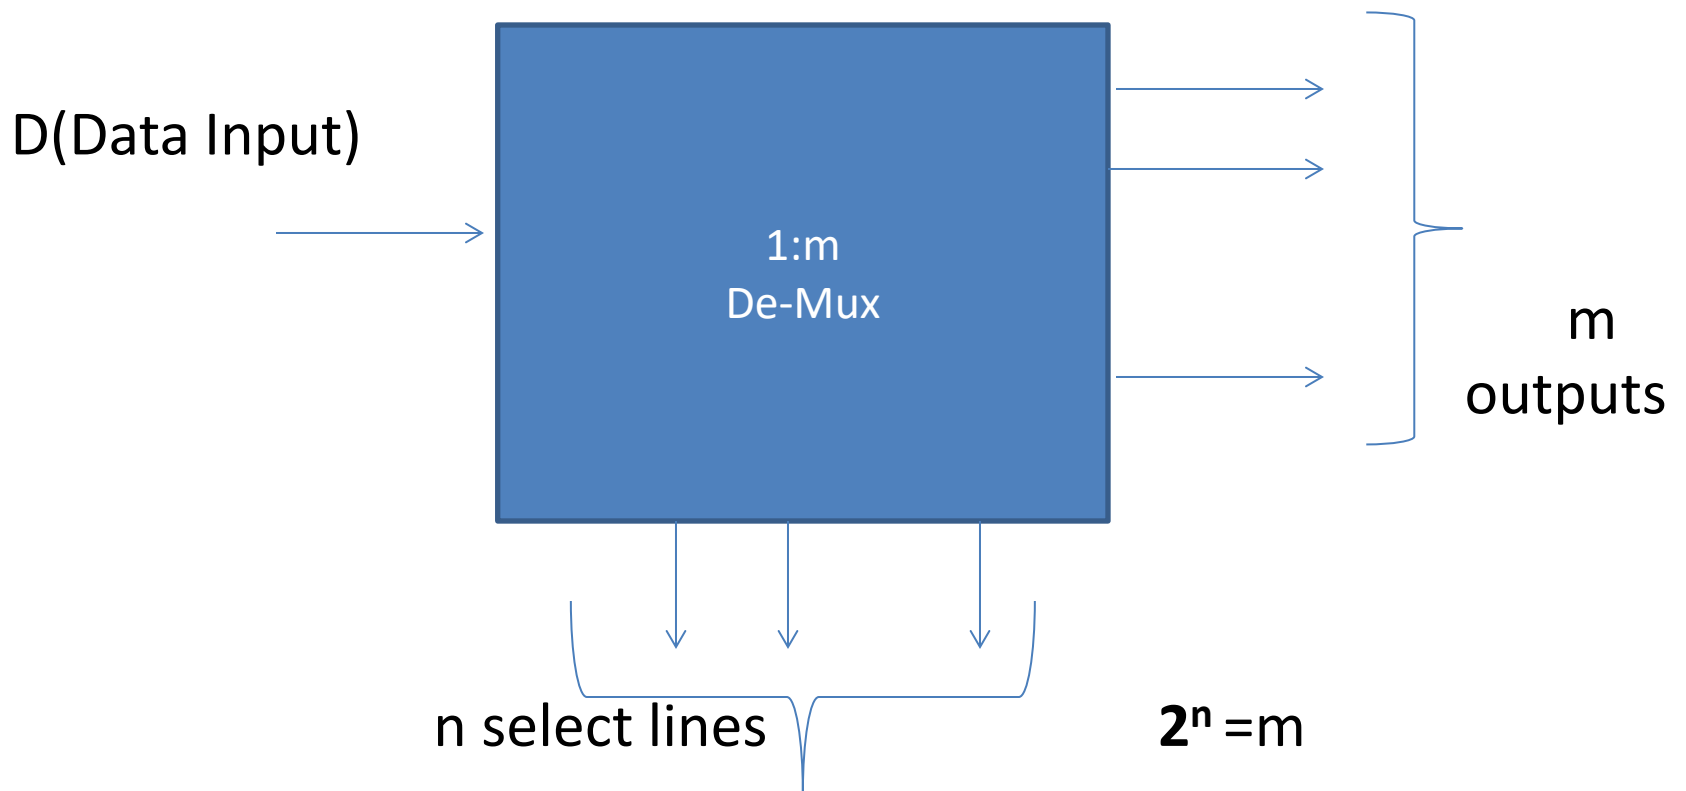 D(Data Input)
1:m
De-Mux
m
outputs
n select lines
2ⁿ =m